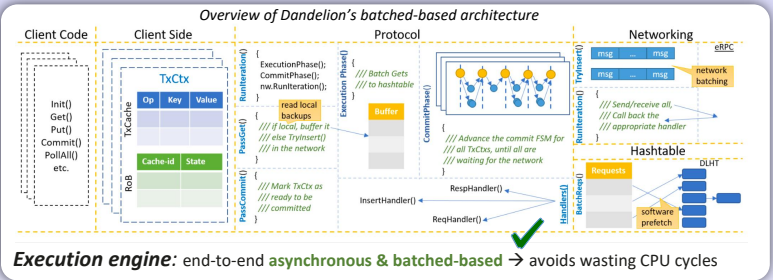 Overview of Dandelion's batched-based architecture
Client Code
Client Side
Protocol
Networking
Init()
Get()
Put()
Commit()
PollAll()
etc.
TxCtx
TxCache
Op Key Value
RoB
Cache-id State
RunIteration()
{
ExecutionPhase();
CommitPhase();
nw.RunIteration();
}
read local
backups
PassGet()
{
/// If local, buffer it
/// else TryInsert()
in the network
}
PassCommit()
{
/// Mark TxCtx as
/// ready to be
/// committed
}
Execution Phase()
{
/// Batch Gets
/// to hashtable
}
Buffer
CommitPhase()
{
/// Advance the commit FSM for
/// all TxCtxs, until all are
/// waiting for the network
}
Handlers()
RespHandler()
InsertHandler()
ReqHandler()
eRPC
TryInsert()
msg ... msg
msg ... msg
network
batching
RunIteration()
{
/// Send/receive all,
/// Call back the
/// appropriate handler
}
Hashtable
BatchReqs()
Requests
DLHT
software
prefetch
Execution engine: end-to-end asynchronous & batched-based → avoids wasting CPU cycles